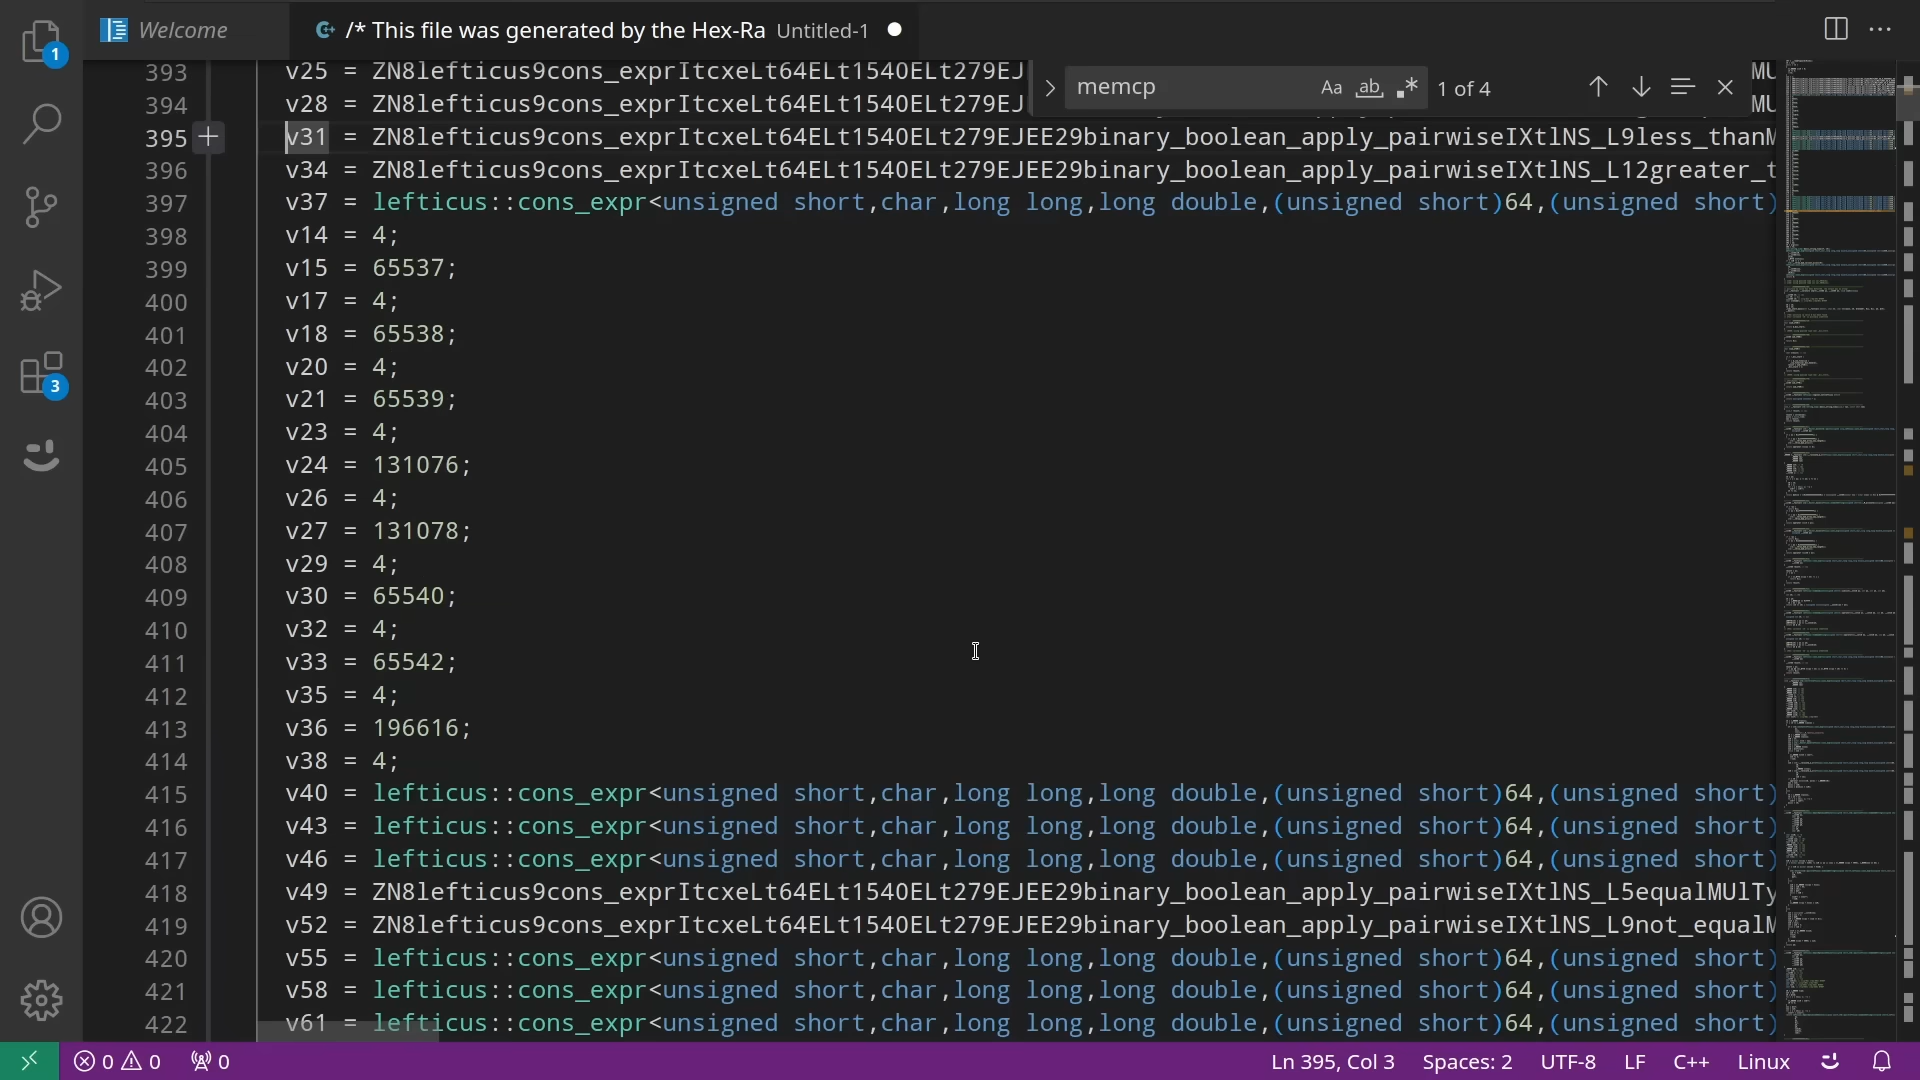 Welcome
/* This file was generated by the Hex-Ra Untitled-1
1
3
memcp
Aa
ab
1 of 4
393 v25 = ZN8lefticus9cons_exprItcxeLt64ELt1540ELt279EJ
394 v28 = ZN8lefticus9cons_exprItcxeLt64ELt1540ELt279EJ
395 v31 = ZN8lefticus9cons_exprItcxeLt64ELt1540ELt279EJEE29binary_boolean_apply_pairwiseIXtlNS_L9less_than
396 v34 = ZN8lefticus9cons_exprItcxeLt64ELt1540ELt279EJEE29binary_boolean_apply_pairwiseIXtlNS_L12greater_t
397 v37 = lefticus::cons_expr<unsigned short,char,long long,long double,(unsigned short)64,(unsigned short)
398 v14 = 4;
399 v15 = 65537;
400 v17 = 4;
401 v18 = 65538;
402 v20 = 4;
403 v21 = 65539;
404 v23 = 4;
405 v24 = 131076;
406 v26 = 4;
407 v27 = 131078;
408 v29 = 4;
409 v30 = 65540;
410 v32 = 4;
411 v33 = 65542;
412 v35 = 4;
413 v36 = 196616;
414 v38 = 4;
415 v40 = lefticus::cons_expr<unsigned short,char,long long,long double,(unsigned short)64,(unsigned short)
416 v43 = lefticus::cons_expr<unsigned short,char,long long,long double,(unsigned short)64,(unsigned short)
417 v46 = lefticus::cons_expr<unsigned short,char,long long,long double,(unsigned short)64,(unsigned short)
418 v49 = ZN8lefticus9cons_exprItcxeLt64ELt1540ELt279EJEE29binary_boolean_apply_pairwiseIXtlNS_L5equalMUlTy
419 v52 = ZN8lefticus9cons_exprItcxeLt64ELt1540ELt279EJEE29binary_boolean_apply_pairwiseIXtlNS_L9not_equal
420 v55 = lefticus::cons_expr<unsigned short,char,long long,long double,(unsigned short)64,(unsigned short)
421 v58 = lefticus::cons_expr<unsigned short,char,long long,long double,(unsigned short)64,(unsigned short)
422 v61 = lefticus::cons_expr<unsigned short,char,long long,long double,(unsigned short)64,(unsigned short)
0 0 0 Ln 395, Col 3 Spaces: 2 UTF-8 LF C++ Linux